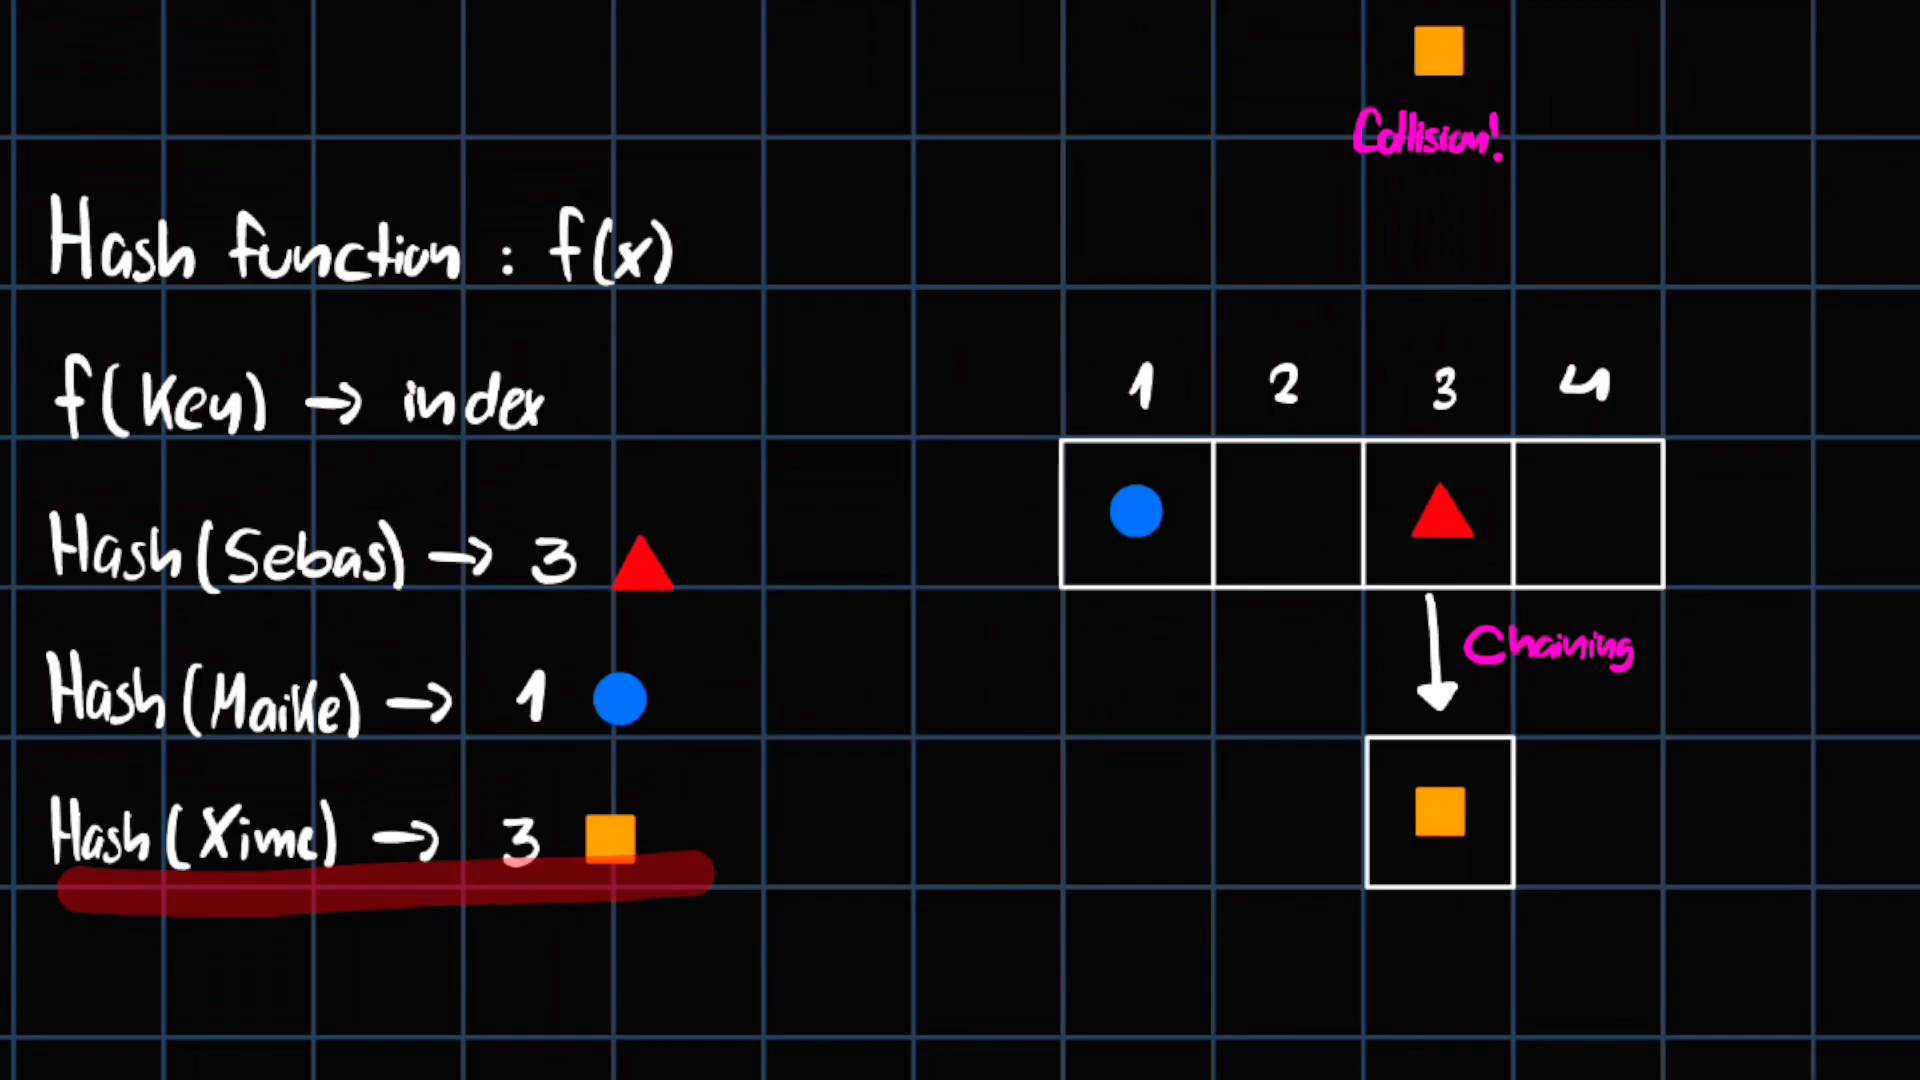 Collision!
Hash function : f(x)
f(Key) → index
1 2 3 4
Hash(Sebas) → 3
Chaining
Hash(Maike) → 1
Hash(Xime) → 3